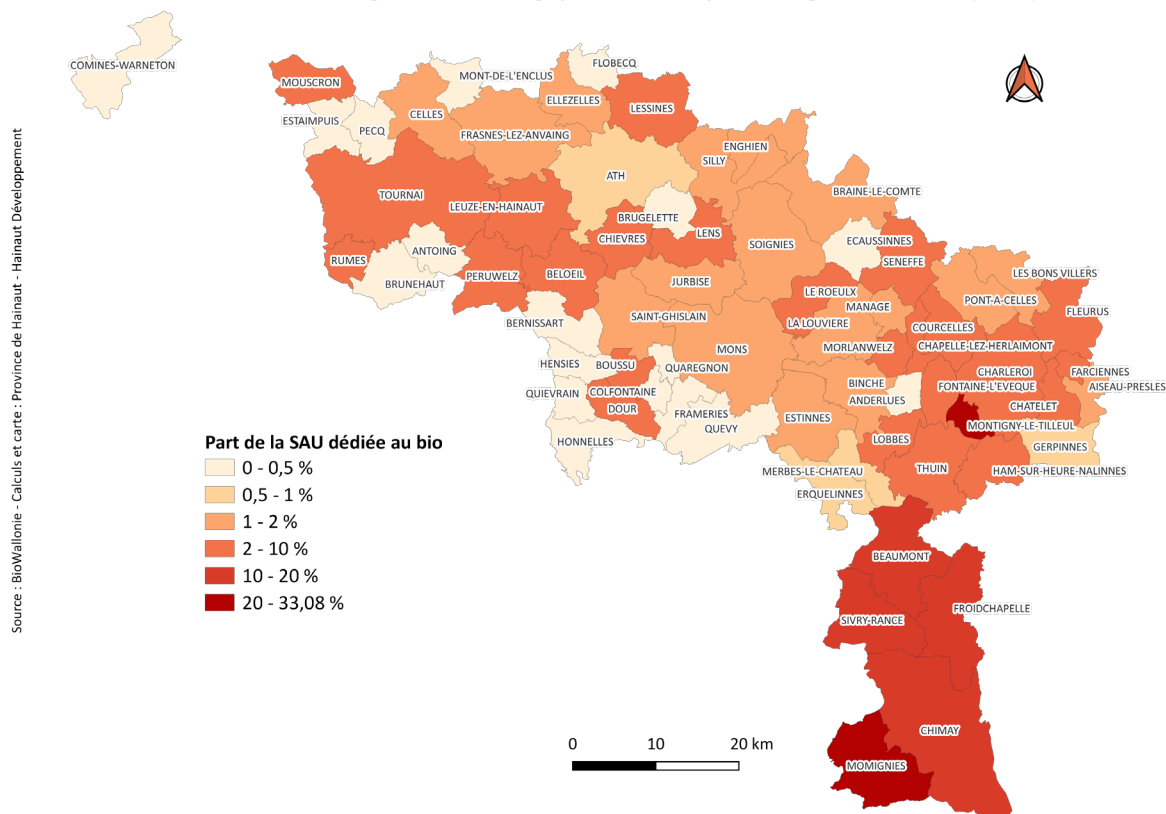 COMINES-WARNETON
MOUSCRON
ESTAIMPUIS
PECQ
CELLES
MONT-DE-L'ENCLUS
FLOBECQ
ELLEZELLES
LESSINES
FRASNES-LEZ-ANVAING
ATH
SILLY
ENGHIEN
TOURNAI
LEUZE-EN-HAINAUT
BRUGELETTE
CHIEVRES
LENS
SOIGNIES
BRAINE-LE-COMTE
ECAUSSINNES
SENEFFE
RUMES
ANTOING
BRUNEHAUT
PERUWELZ
BELOEIL
JURBISE
LE ROEULX
MANAGE
PONT-A-CELLES
LES BONS VILLERS
FLEURUS
BERNISSART
SAINT-GHISLAIN
LA LOUVIERE
COURCELLES
MONS
MORLANWELZ
CHAPELLE-LEZ-HERLAIMONT
HENSIES
BOUSSU
QUAREGNON
CHARLEROI
FARCIENNES
QUIEVRAIN
COLFONTAINE
DOUR
BINCHE
ANDERLUES
FONTAINE-L'EVEQUE
AISEAU-PRESLES
FRAMERIES
QUEVY
ESTINNES
CHATELET
MONTIGNY-LE-TILLEUL
HONNELLES
LOBBES
GERPINNES
MERBES-LE-CHATEAU
THUIN
HAM-SUR-HEURE-NALINNES
ERQUELINNES
BEAUMONT
FROIDCHAPELLE
SIVRY-RANCE
CHIMAY
MOMIGNIES
Part de la SAU dédiée au bio
0 - 0,5 %
0,5 - 1 %
1 - 2 %
2 - 10 %
10 - 20 %
20 - 33,08 %
0 10 20 km
Source : BioWallonie - Calculs et carte : Province de Hainaut - Hainaut Développement